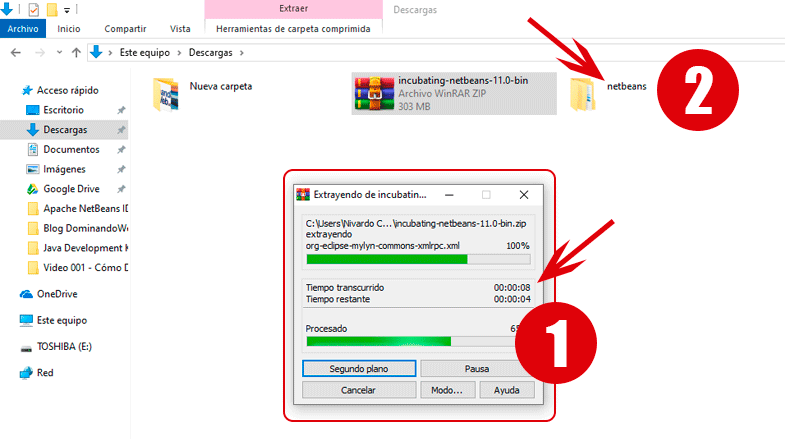 Extraer
Descargas
Archivo
Inicio
Compartir
Vista
Herramientas de carpeta comprimida
Este equipo
Descargas
Acceso rápido
Escritorio
Descargas
Documentos
Imágenes
Google Drive
Apache NetBeans ID
Blog DominandoWe
Java Development K
Video 001 - Cómo D
OneDrive
Este equipo
TOSHIBA (E:)
Red
Nueva carpeta
incubating-netbeans-11.0-bin
Archivo WinRAR ZIP
303 MB
netbeans
2
Extrayendo de incubatin...
C:\Users\Nivardo C...\incubating-netbeans-11.0-bin.zip
extrayendo
org-eclipse-mylyn-commons-xmlrpc.xml 100%
Tiempo transcurrido 00:00:08
Tiempo restante 00:00:04
Procesado
1
Segundo plano
Pausa
Cancelar
Modo...
Ayuda